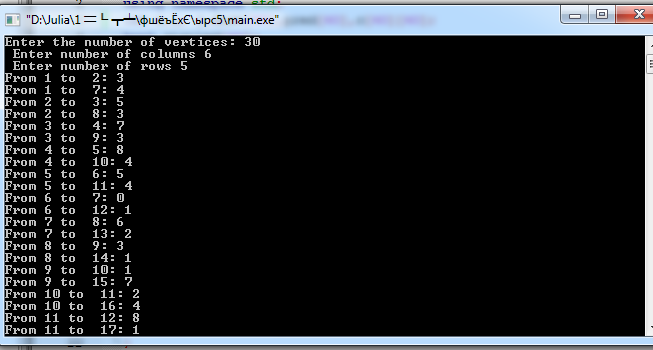 using namespace std;
"D:\Julia\1 ═ └ ┬┴\фшёъЁхЄ\ырс5\main.exe"
Enter the number of vertices: 30
Enter number of columns 6
Enter number of rows 5
From 1 to 2: 3
From 1 to 7: 4
From 2 to 3: 5
From 2 to 8: 3
From 3 to 4: 7
From 3 to 9: 3
From 4 to 5: 8
From 4 to 10: 4
From 5 to 6: 5
From 5 to 11: 4
From 6 to 7: 0
From 6 to 12: 1
From 7 to 8: 6
From 7 to 13: 2
From 8 to 9: 3
From 8 to 14: 1
From 9 to 10: 1
From 9 to 15: 7
From 10 to 11: 2
From 10 to 16: 4
From 11 to 12: 8
From 11 to 17: 1